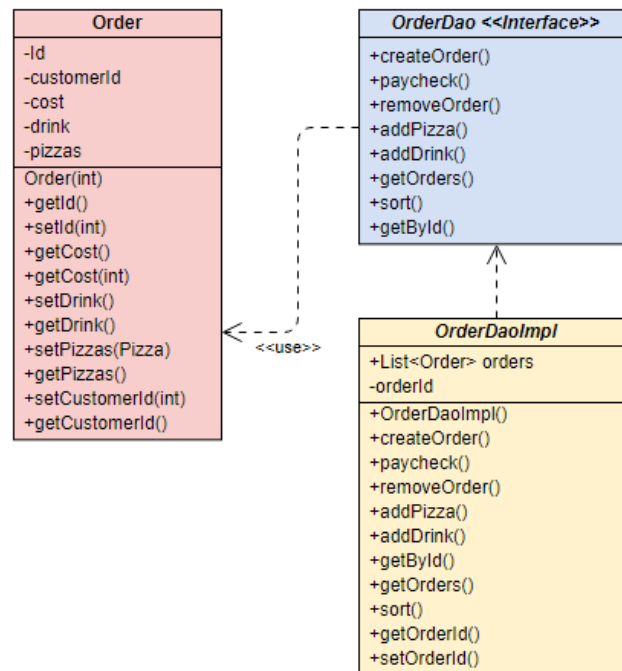 Order
-Id
-customerId
-cost
-drink
-pizzas
Order(int)
+getId()
+setId(int)
+getCost()
+getCost(int)
+setDrink()
+getDrink()
+setPizzas(Pizza)
+getPizzas()
+setCustomerId(int)
+getCustomerId()
<<use>>
OrderDao <<Interface>>
+createOrder()
+paycheck()
+removeOrder()
+addPizza()
+addDrink()
+getOrders()
+sort()
+getById()
OrderDaoImpl
+List<Order> orders
-orderId
+OrderDaoImpl()
+createOrder()
+paycheck()
+removeOrder()
+addPizza()
+addDrink()
+getById()
+getOrders()
+sort()
+getOrderId()
+setOrderId()